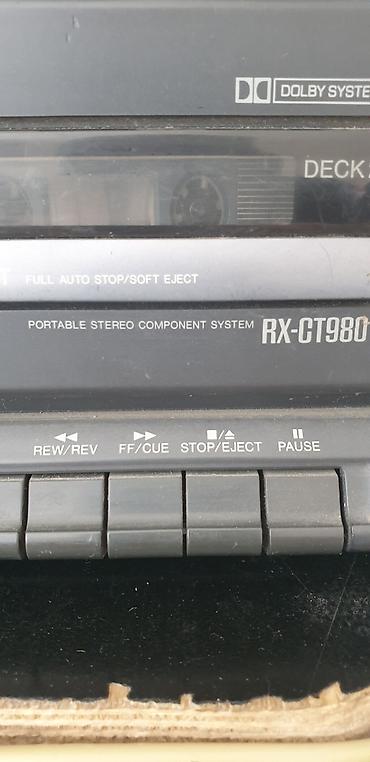 DOLBY SYSTE
DECK
FULL AUTO STOP/SOFT EJECT
PORTABLE STEREO COMPONENT SYSTEM RX-CT980
REW/REV FF/CUE STOP/EJECT PAUSE